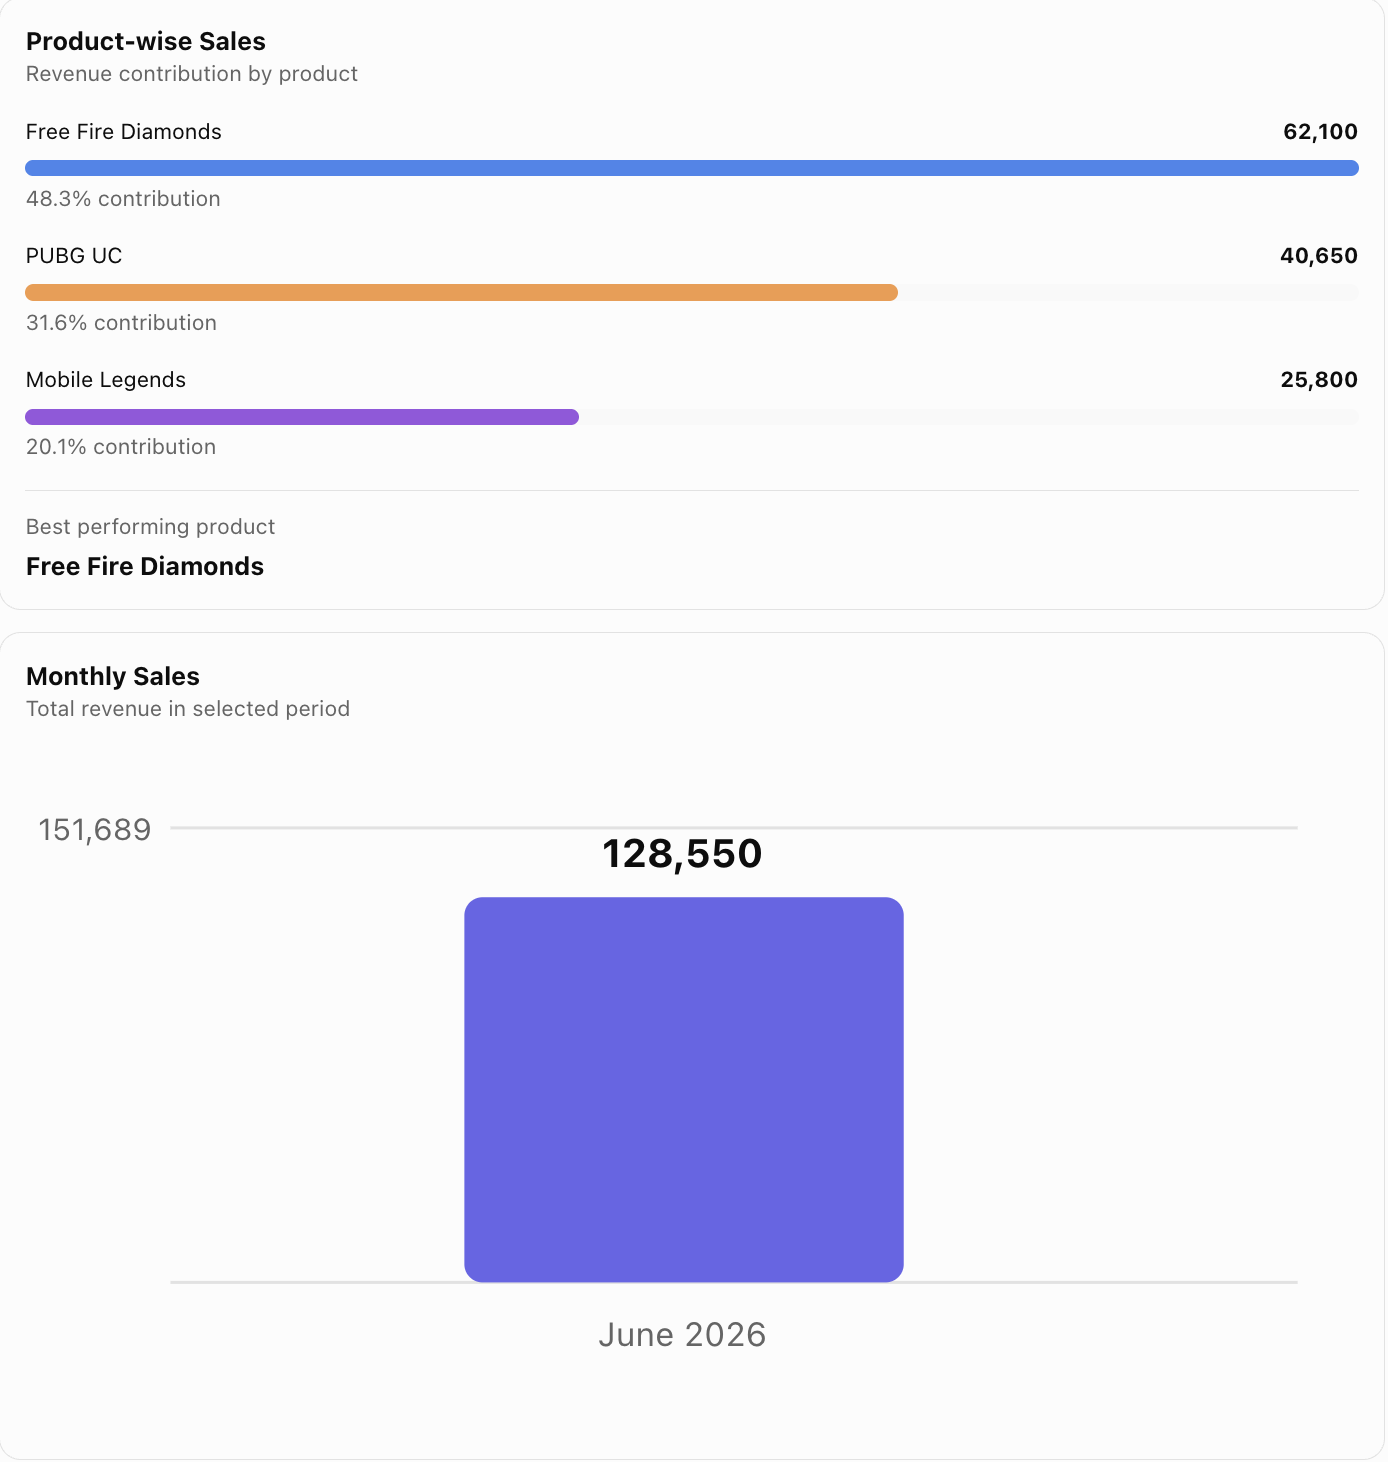 Product-wise Sales
Revenue contribution by product
Free Fire Diamonds 62,100
48.3% contribution
PUBG UC 40,650
31.6% contribution
Mobile Legends 25,800
20.1% contribution
Best performing product
Free Fire Diamonds
Monthly Sales
Total revenue in selected period
151,689
128,550
June 2026